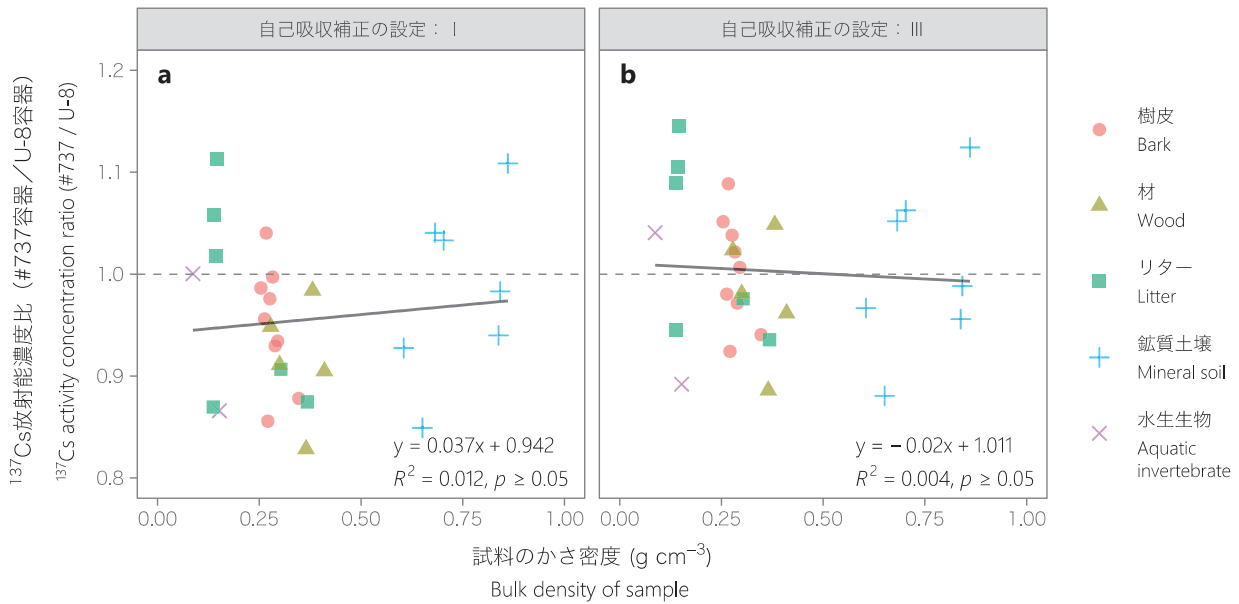 自己吸収補正の設定: I
自己吸収補正の設定: III
a
b
137Cs放射能濃度比(#737容器/U-8容器)
137Cs activity concentration ratio (#737 / U-8)
1.2
1.1
1.0
0.9
0.8
y = 0.037x + 0.942
R2 = 0.012, p ≥ 0.05
y = −0.02x + 1.011
R2 = 0.004, p ≥ 0.05
0.00 0.25 0.50 0.75 1.00
0.00 0.25 0.50 0.75 1.00
試料のかさ密度 (g cm−3)
Bulk density of sample
樹皮
Bark
材
Wood
リター
Litter
鉱質土壌
Mineral soil
水生生物
Aquatic
invertebrate